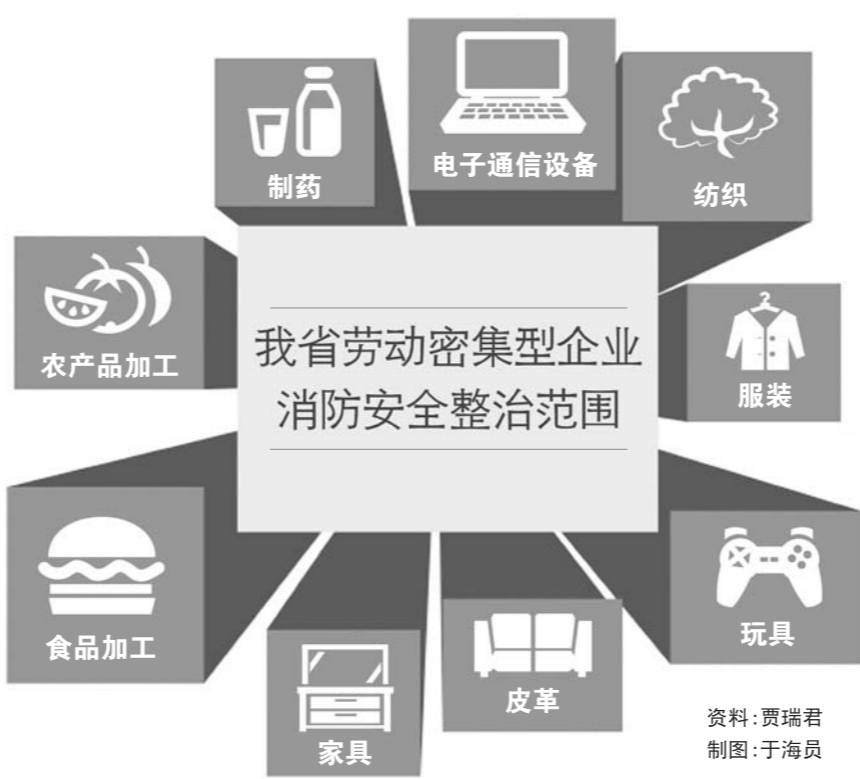 制药
电子通信设备
纺织
农产品加工
我省劳动密集型企业
消防安全整治范围
服装
食品加工
玩具
皮革
家具
资料:贾瑞君
制图:于海员